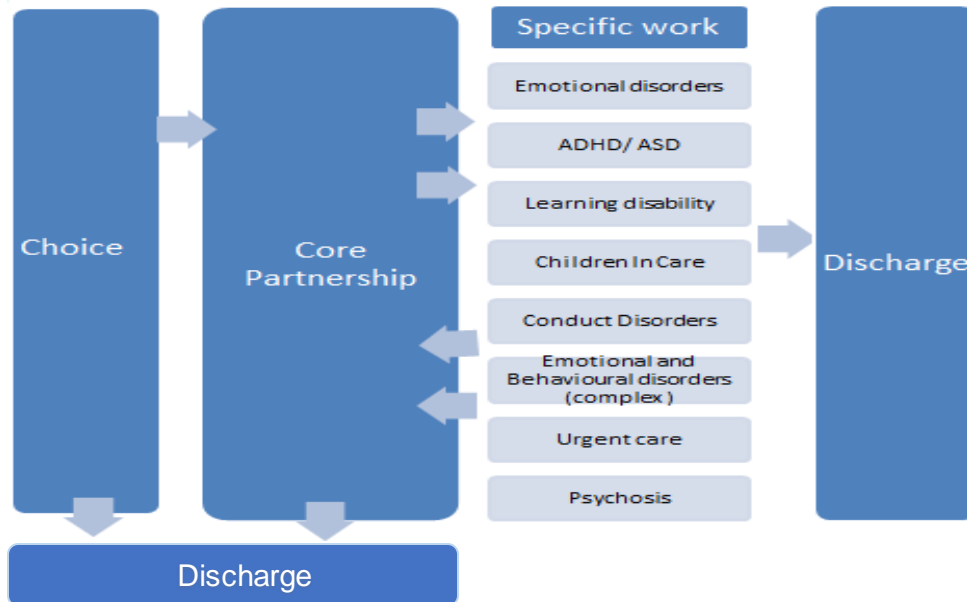 Choice
Core
Partnership
Specific work
Emotional disorders
ADHD/ ASD
Learning disability
Children In Care
Conduct Disorders
Emotional and
Behavioural disorders
(complex)
Urgent care
Psychosis
Discharge
Discharge